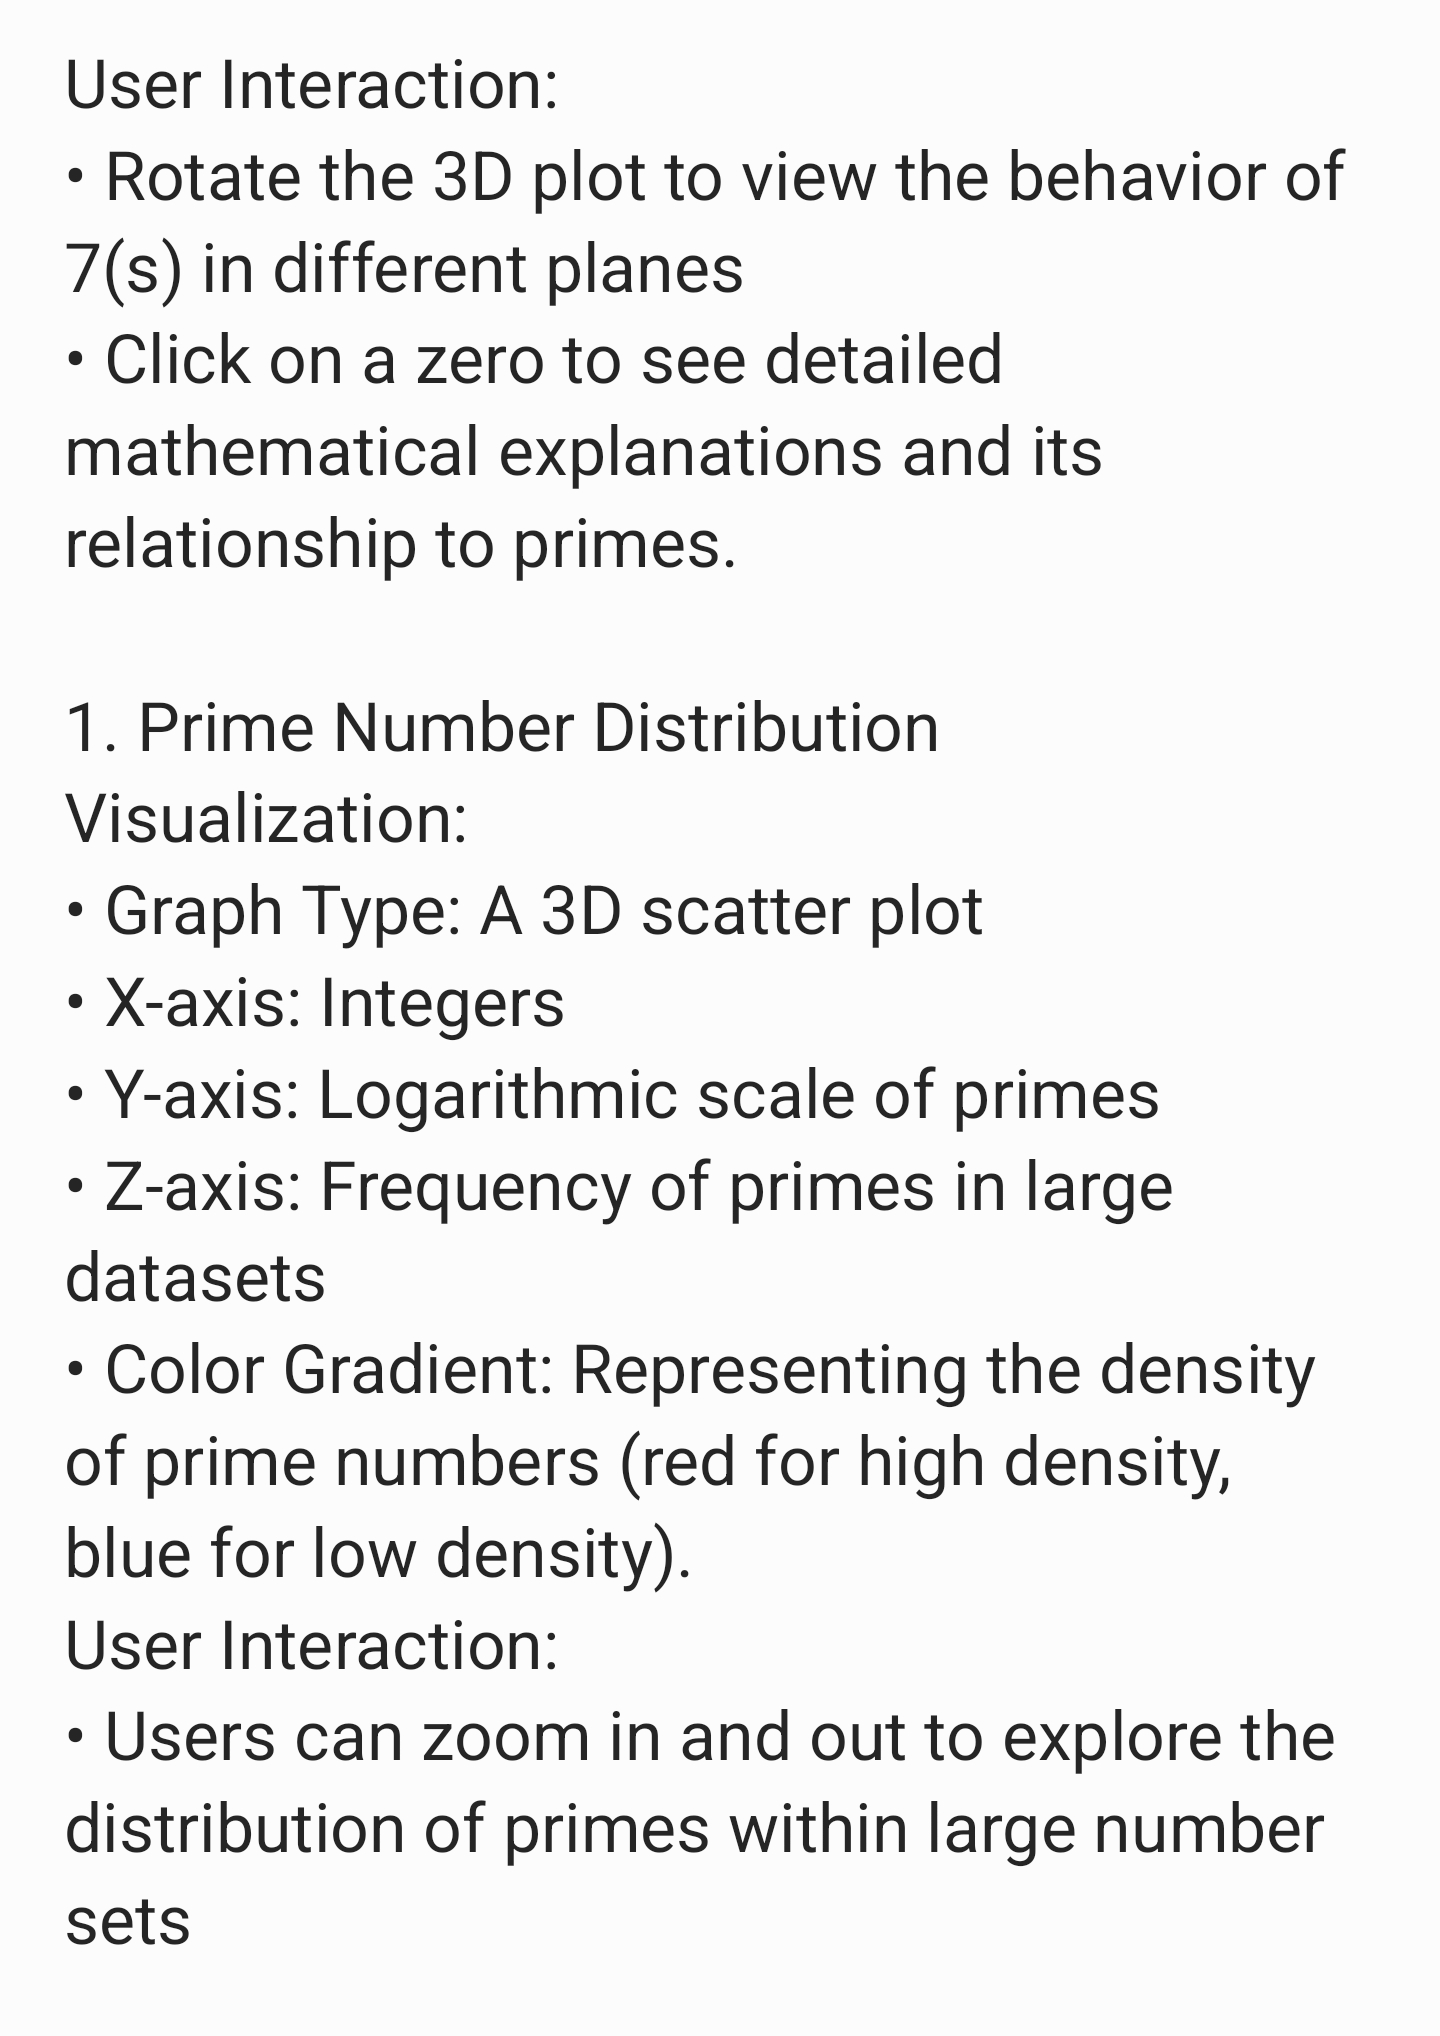 User Interaction:
• Rotate the 3D plot to view the behavior of
7(s) in different planes
• Click on a zero to see detailed
mathematical explanations and its
relationship to primes.
1. Prime Number Distribution
Visualization:
• Graph Type: A 3D scatter plot
• X-axis: Integers
• Y-axis: Logarithmic scale of primes
• Z-axis: Frequency of primes in large
datasets
• Color Gradient: Representing the density
of prime numbers (red for high density,
blue for low density).
User Interaction:
• Users can zoom in and out to explore the
distribution of primes within large number
sets